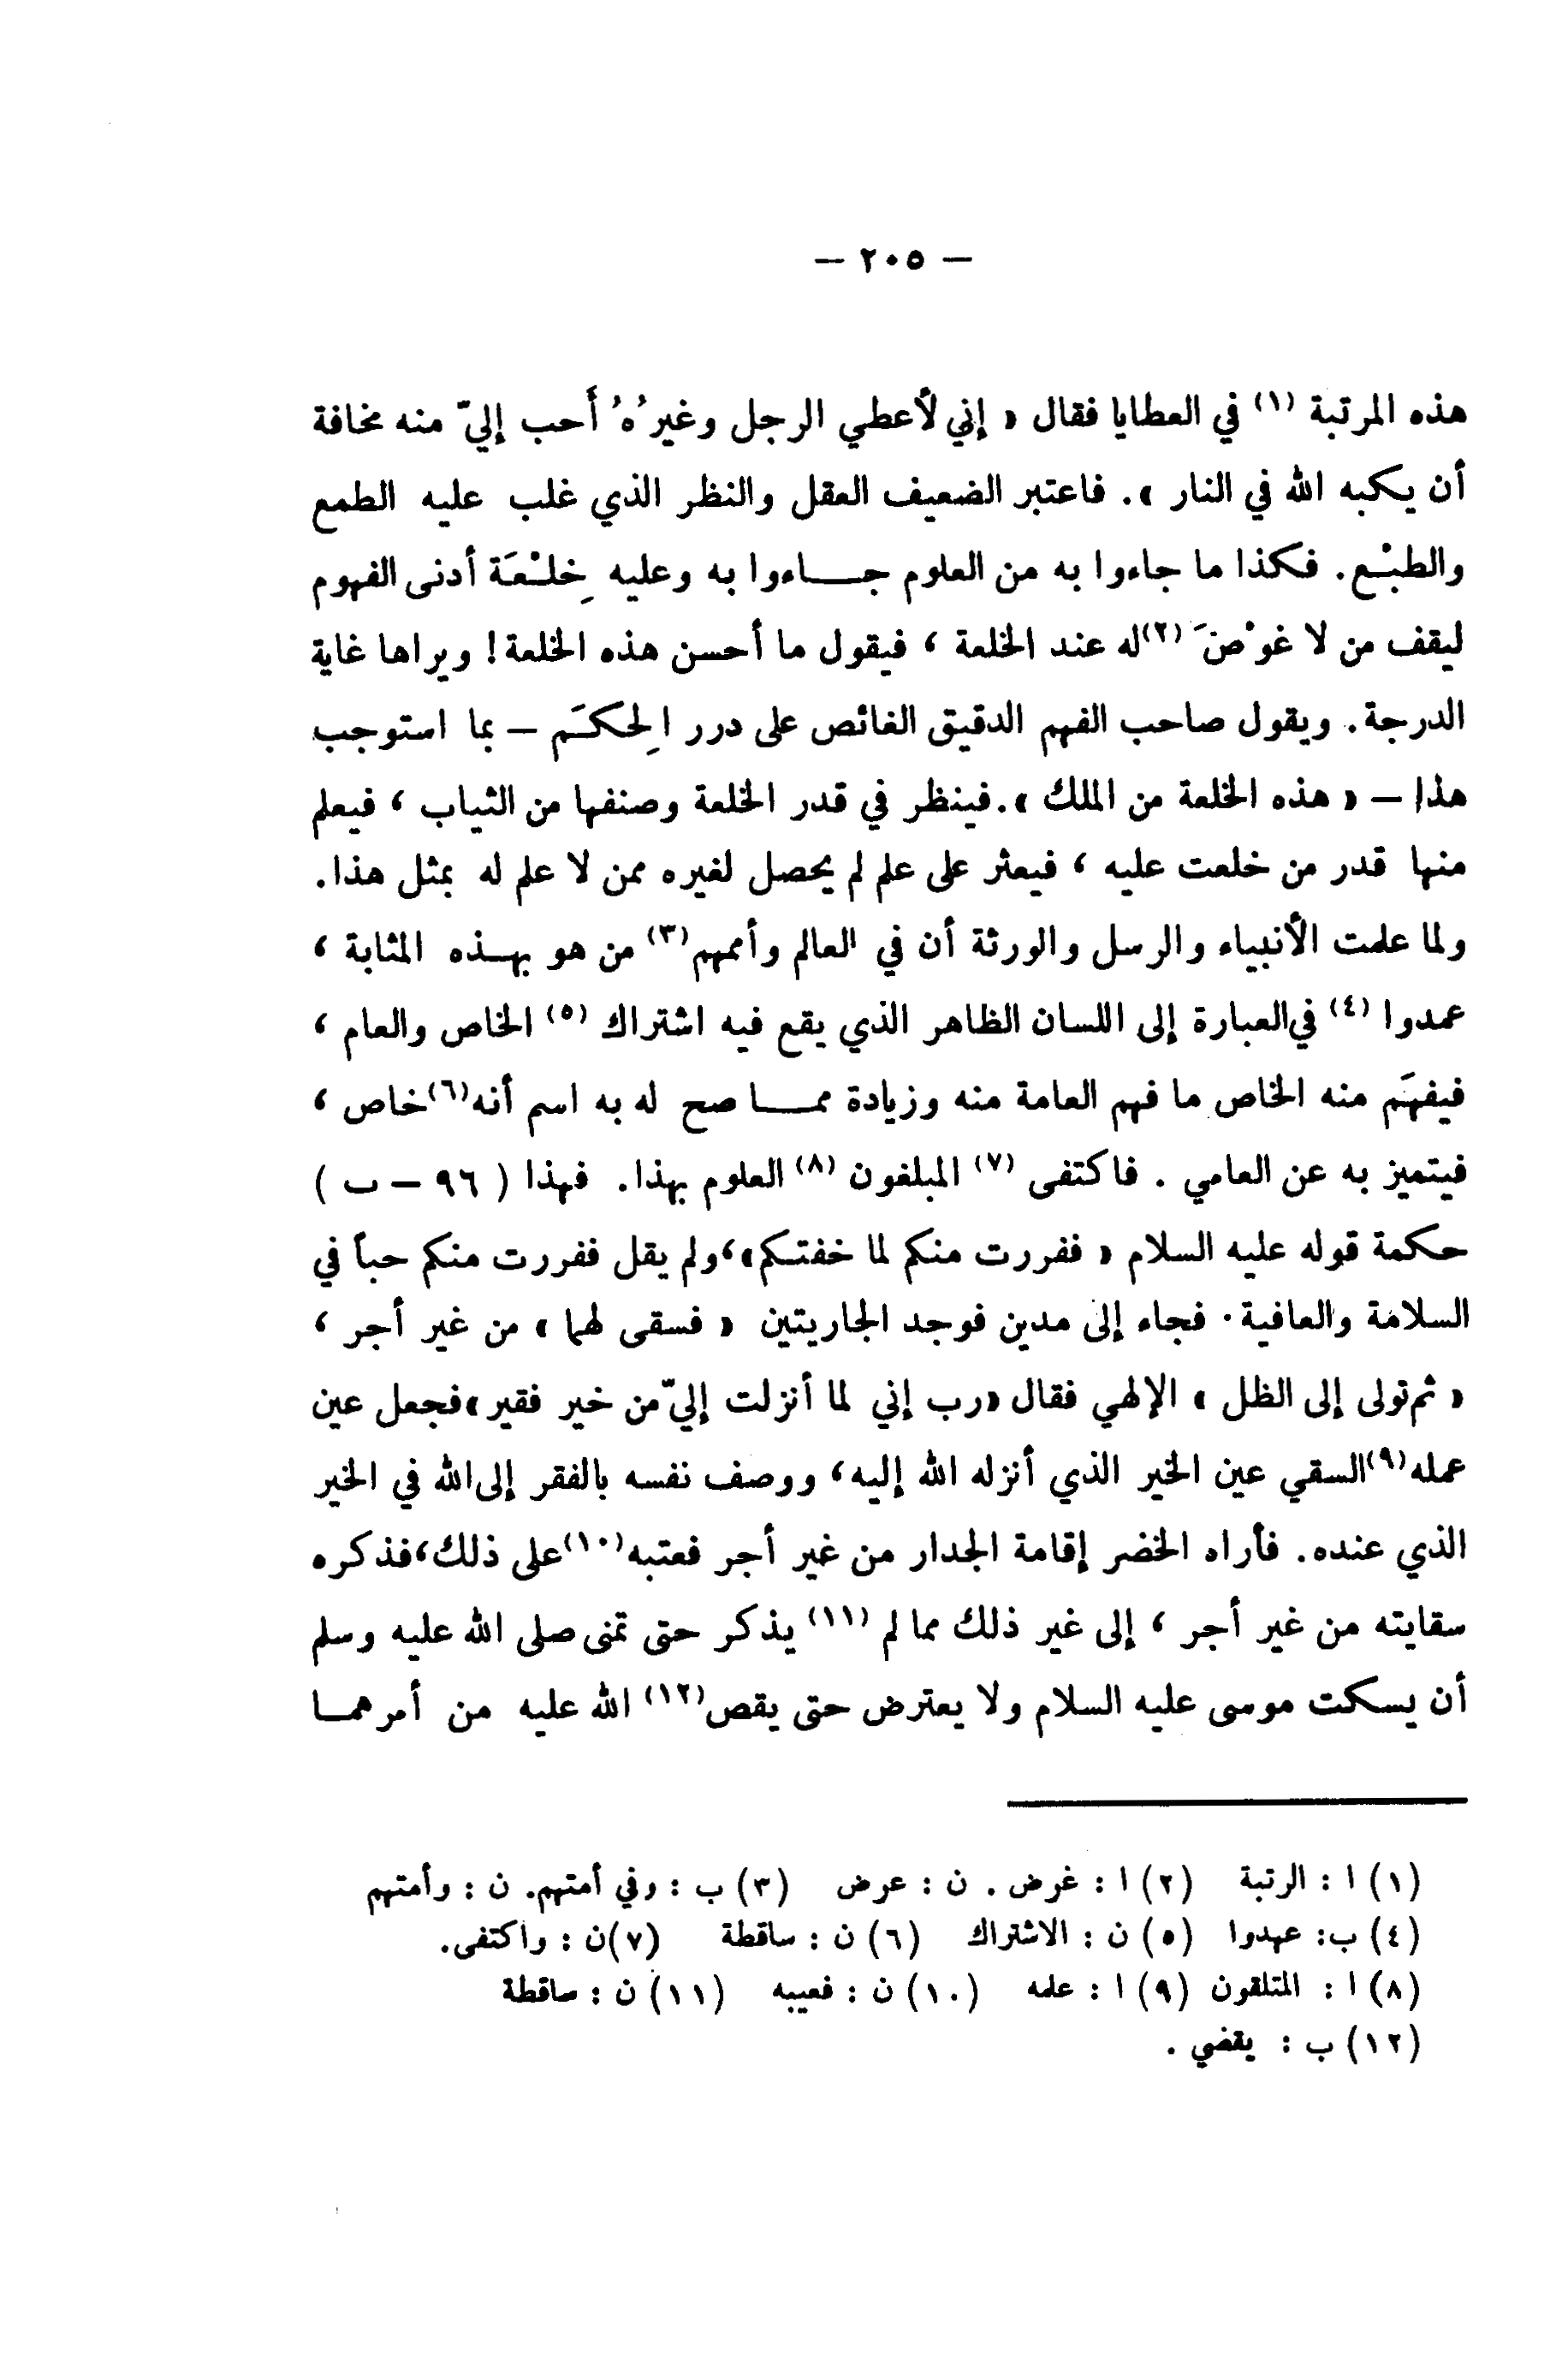 — ٢٠٥ —
هذه المرتبة (١) في العطايا فقال « إني لأعطي الرجل وغيرُهُ أَحب إليّ منه مخافة
أن يكبه الله في النار ». فاعتبر الضعيف العقل والنظر الذي غلب عليه الطمع
والطبْع. فكذا ما جاءوا به من العلوم جاءوا به وعليه خِلْعَة أدنى الفهوم
ليقف من لا غوْصَ (٢) له عند الخلعة ، فيقول ما أحسن هذه الخلعة! ويراها غاية
الدرجة. ويقول صاحب الفهم الدقيق الغائص على درر الحِكَم — بما استوجب
هذا — « هذه الخلعة من الملك ». فينظر في قدر الخلعة وصنفها من الثياب ، فيعلم
منها قدر من خلعت عليه ، فيعثر على علم لم يحصل لغيره ممن لا علم له بمثل هذا.
ولما علمت الأنبياء والرسل والورثة أن في العالم وأممهم(٣) من هو بهذه المثابة ،
عمدوا (٤) في العبارة إلى اللسان الظاهر الذي يقع فيه اشتراك (٥) الخاص والعام ،
فيفهَم منه الخاص ما فهم العامة منه وزيادة مما صح له به اسم أنه(٦) خاص ،
فيتميز به عن العامي . فاكتفى (٧) المبلغون (٨) العلوم بهذا. فهذا ( ٩٦ — ب )
حكمة قوله عليه السلام « ففررت منكم لما خفتكم »، ولم يقل ففررت منكم حباً في
السلامة والعافية. فجاء إلى مدين فوجد الجاريتين « فسقى لهما » من غير أجر ،
« ثم تولى إلى الظل » الإلهي فقال « رب إني لما أنزلت إليّ من خير فقير » فجعل عين
عمله(٩) السقي عين الخير الذي أنزله الله إليه، ووصف نفسه بالفقر إلى الله في الخير
الذي عنده. فأراه الخضر إقامة الجدار من غير أجر فعتبه(١٠) على ذلك، فذكره
سقايته من غير أجر ، إلى غير ذلك مما لم (١١) يذكر حتى تمنى صلى الله عليه وسلم
أن يسكت موسى عليه السلام ولا يعترض حتى يقص(١٢) الله عليه من أمرهما
(١) ا : الرتبة (٢) ا : غرض . ن : عرض (٣) ب : وفي أمتهم. ن : وأمتهم
(٤) ب: عهدوا (٥) ن : الاشتراك (٦) ن : ساقطة (٧) ن : واكتفى.
(٨) ا : المتلقون (٩) ا : علمه (١٠) ن : فعيبه (١١) ن : ساقطة
(١٢) ب : يقضي .